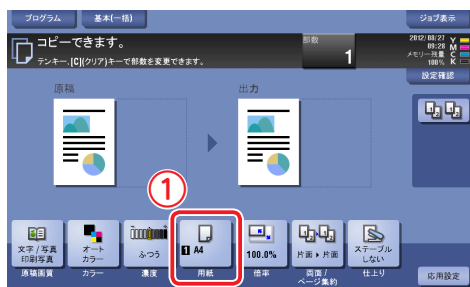 プログラム
基本(一括)
ジョブ表示
コピーできます。
テンキー、[C](クリア)キーで部数を変更できます。
部数
1
2012/08/27
09:28
メモリー残量
100%
Y
M
C
K
設定確認
原稿
出力
①
文字/写真
印刷写真
オート
カラー
ふつう
1 A4
100.0%
片面 ▸ 片面
ステープル
しない
原稿画質
カラー
濃度
用紙
倍率
両面/
ページ集約
仕上り
応用設定